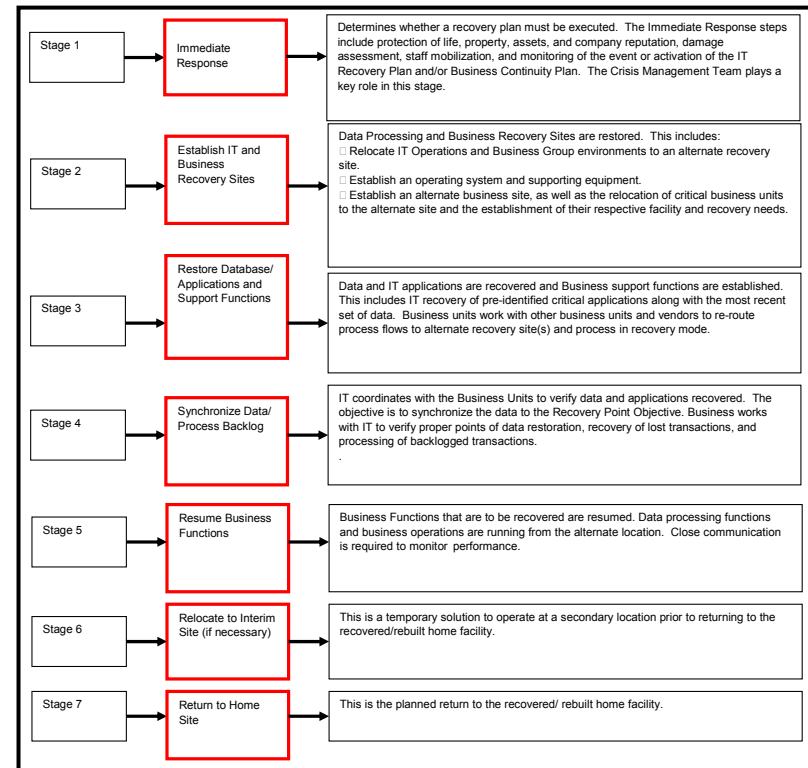 Stage 1
Immediate
Response
Determines whether a recovery plan must be executed. The Immediate Response steps
include protection of life, property, assets, and company reputation, damage
assessment, staff mobilization, and monitoring of the event or activation of the IT
Recovery Plan and/or Business Continuity Plan. The Crisis Management Team plays a
key role in this stage.
Stage 2
Establish IT and
Business
Recovery Sites
Data Processing and Business Recovery Sites are restored. This includes:
□ Relocate IT Operations and Business Group environments to an alternate recovery
site.
□ Establish an operating system and supporting equipment.
□ Establish an alternate business site, as well as the relocation of critical business units
to the alternate site and the establishment of their respective facility and recovery needs.
Stage 3
Restore Database/
Applications and
Support Functions
Data and IT applications are recovered and Business support functions are established.
This includes IT recovery of pre-identified critical applications along with the most recent
set of data. Business units work with other business units and vendors to re-route
process flows to alternate recovery site(s) and process in recovery mode.
Stage 4
Synchronize Data/
Process Backlog
IT coordinates with the Business Units to verify data and applications recovered. The
objective is to synchronize the data to the Recovery Point Objective. Business works
with IT to verify proper points of data restoration, recovery of lost transactions, and
processing of backlogged transactions.
.
Stage 5
Resume Business
Functions
Business Functions that are to be recovered are resumed. Data processing functions
and business operations are running from the alternate location. Close communication
is required to monitor performance.
Stage 6
Relocate to Interim
Site (if necessary)
This is a temporary solution to operate at a secondary location prior to returning to the
recovered/rebuilt home facility.
Stage 7
Return to Home
Site
This is the planned return to the recovered/ rebuilt home facility.